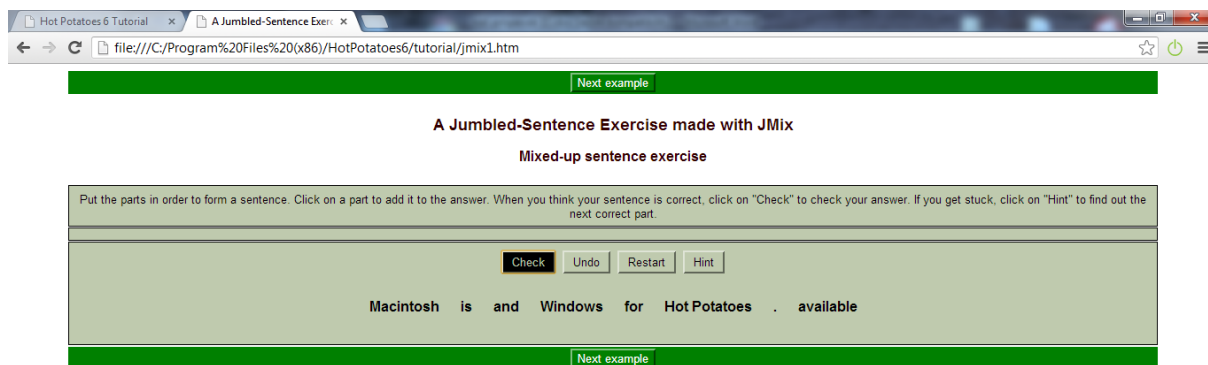 Hot Potatoes 6 Tutorial
A Jumbled-Sentence Exerc
file:///C:/Program%20Files%20(x86)/HotPotatoes6/tutorial/jmix1.htm
Next example
A Jumbled-Sentence Exercise made with JMix
Mixed-up sentence exercise
Put the parts in order to form a sentence. Click on a part to add it to the answer. When you think your sentence is correct, click on "Check" to check your answer. If you get stuck, click on "Hint" to find out the
next correct part.
Check Undo Restart Hint
Macintosh is and Windows for Hot Potatoes . available
Next example